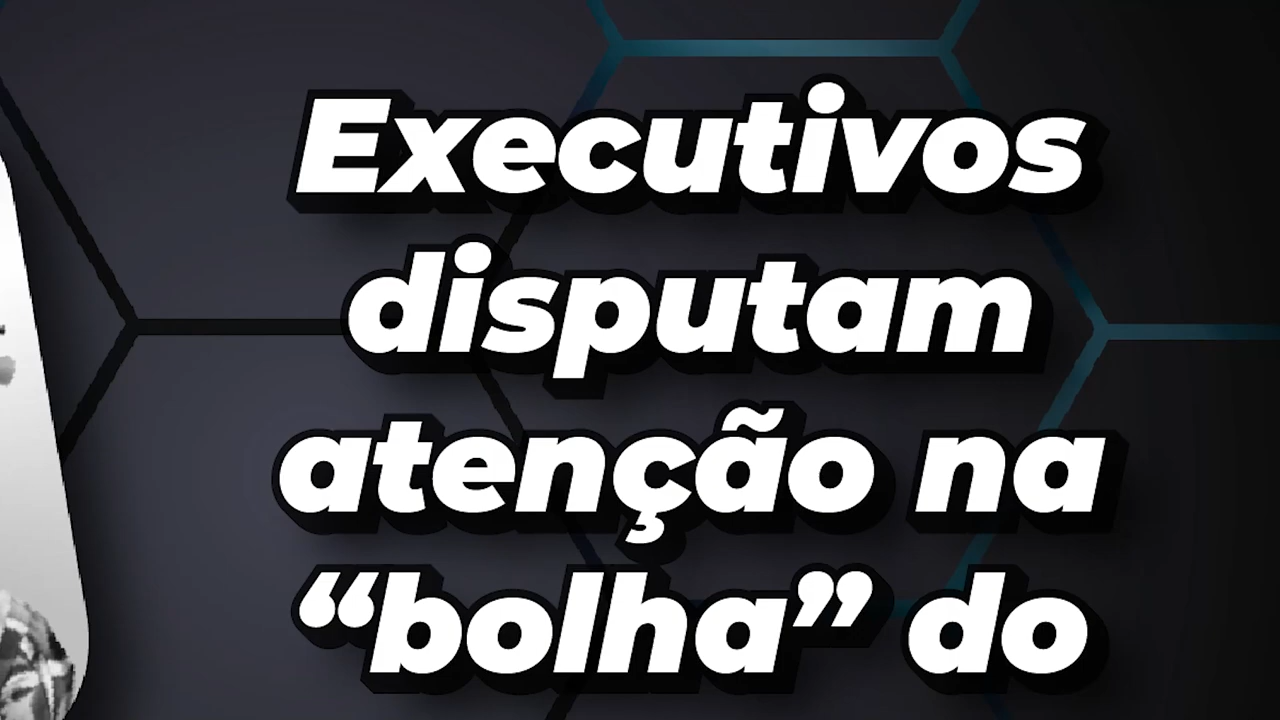 Executivos
disputam
atenção na
“bolha” do